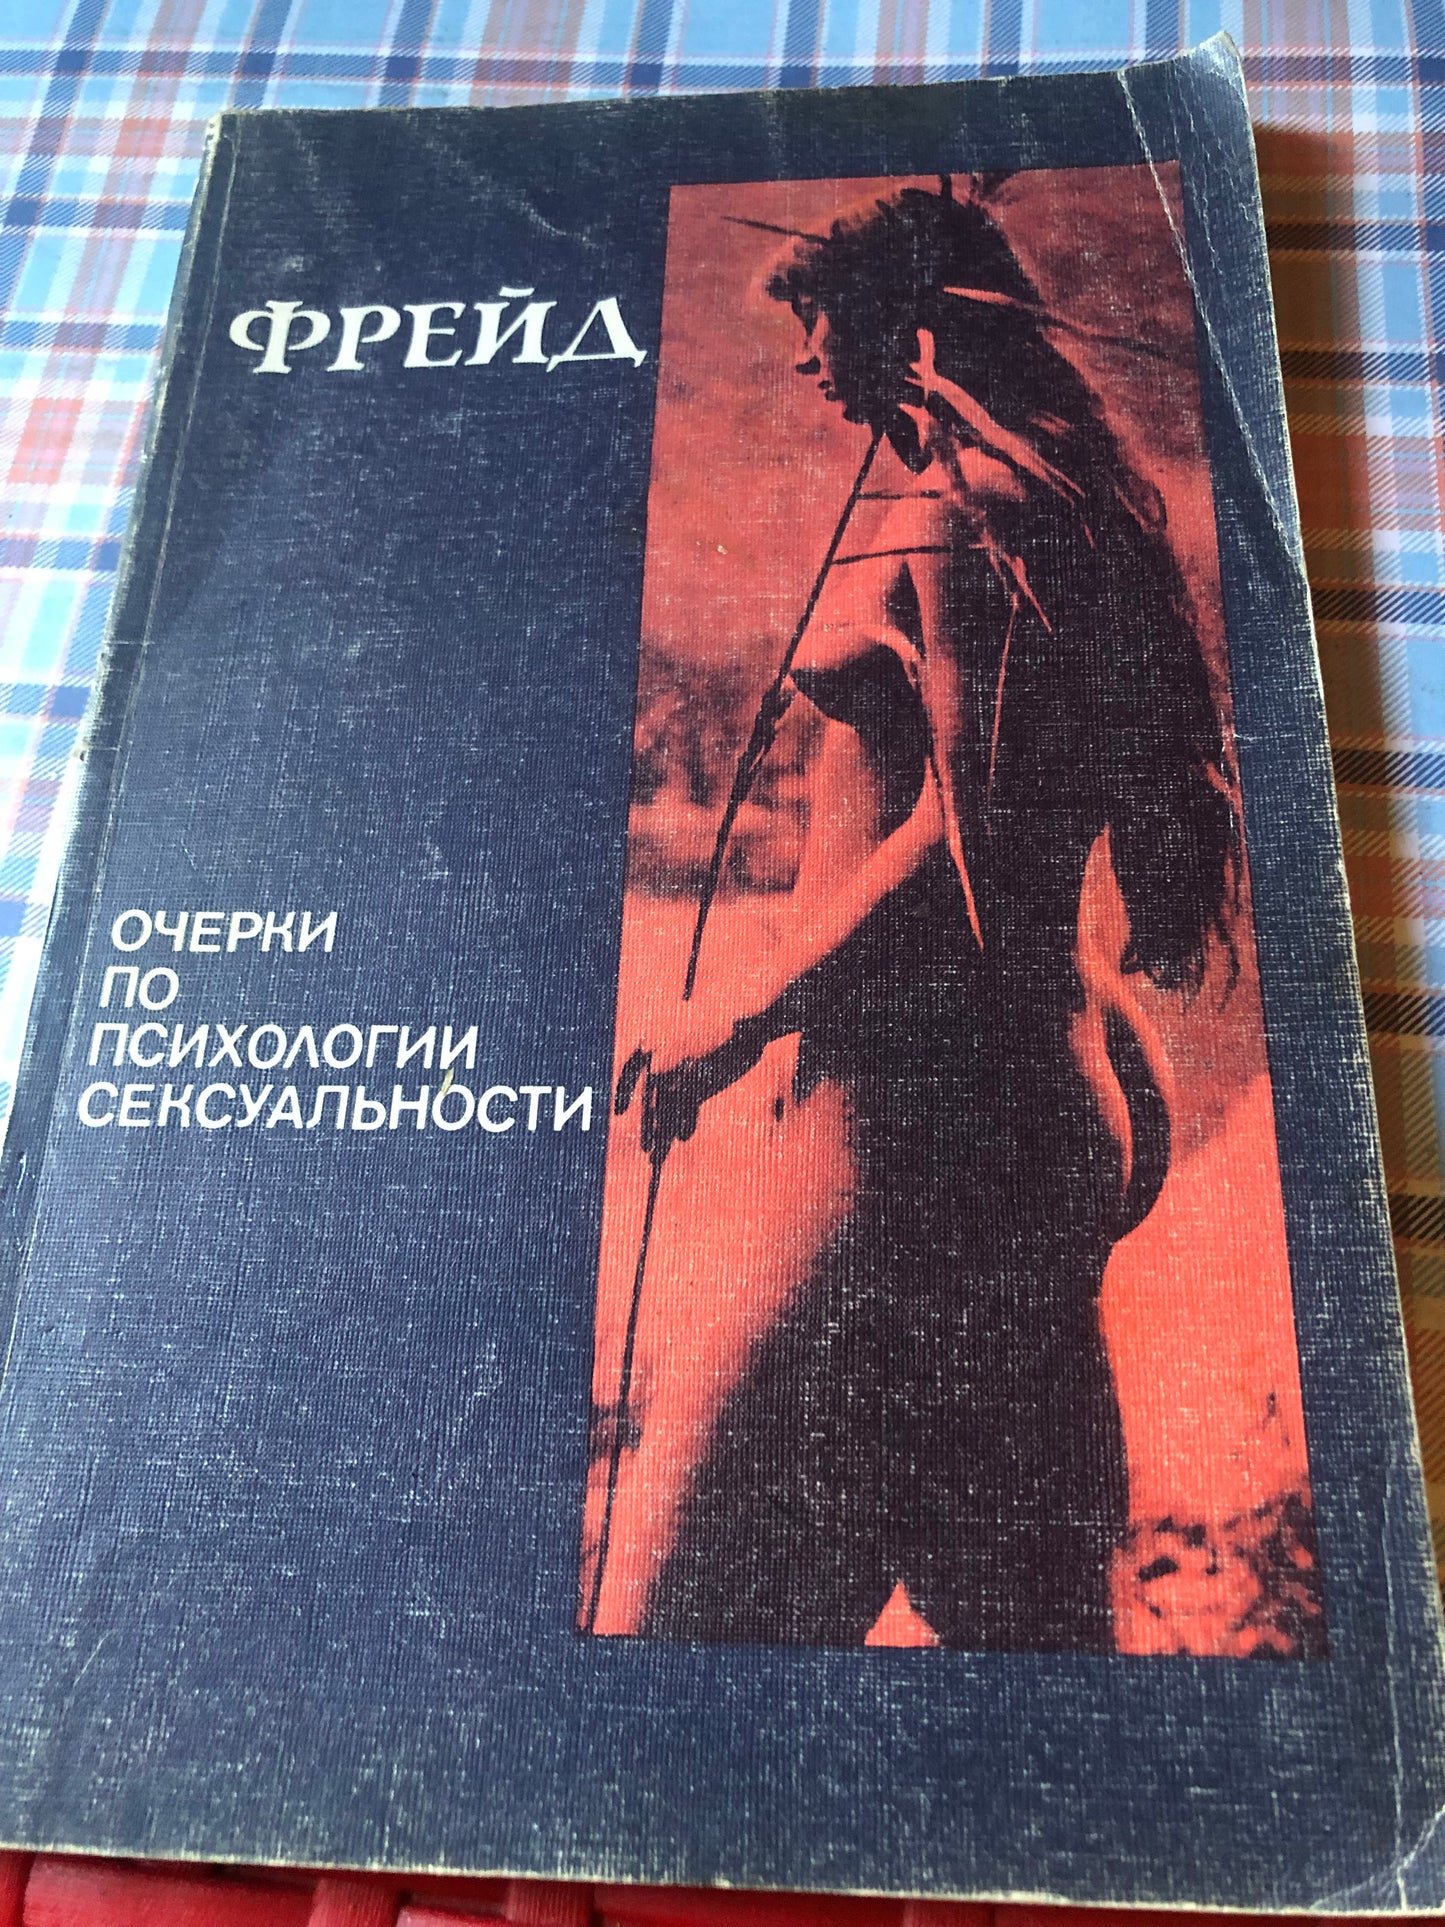 ФРЕЙД
ОЧЕРКИ
ПО
ПСИХОЛОГИИ
СЕКСУАЛЬНОСТИ